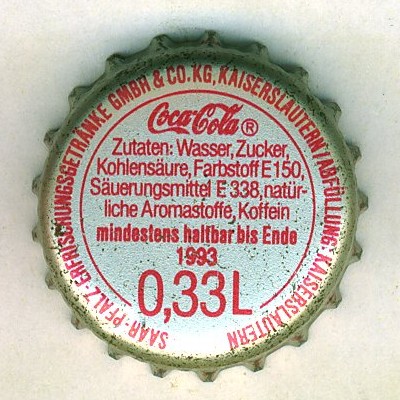 SAAR-PFALZ-ERFRISCHUNGSGETRÄNKE GMBH & CO. KG, KAISERSLAUTERN/ABFÜLLUNG: KAISERSLAUTERN
Coca-Cola ®
Zutaten: Wasser, Zucker,
Kohlensäure, Farbstoff E 150,
Säuerungsmittel E 338, natür-
liche Aromastoffe, Koffein
mindestens haltbar bis Ende
1993
0,33L